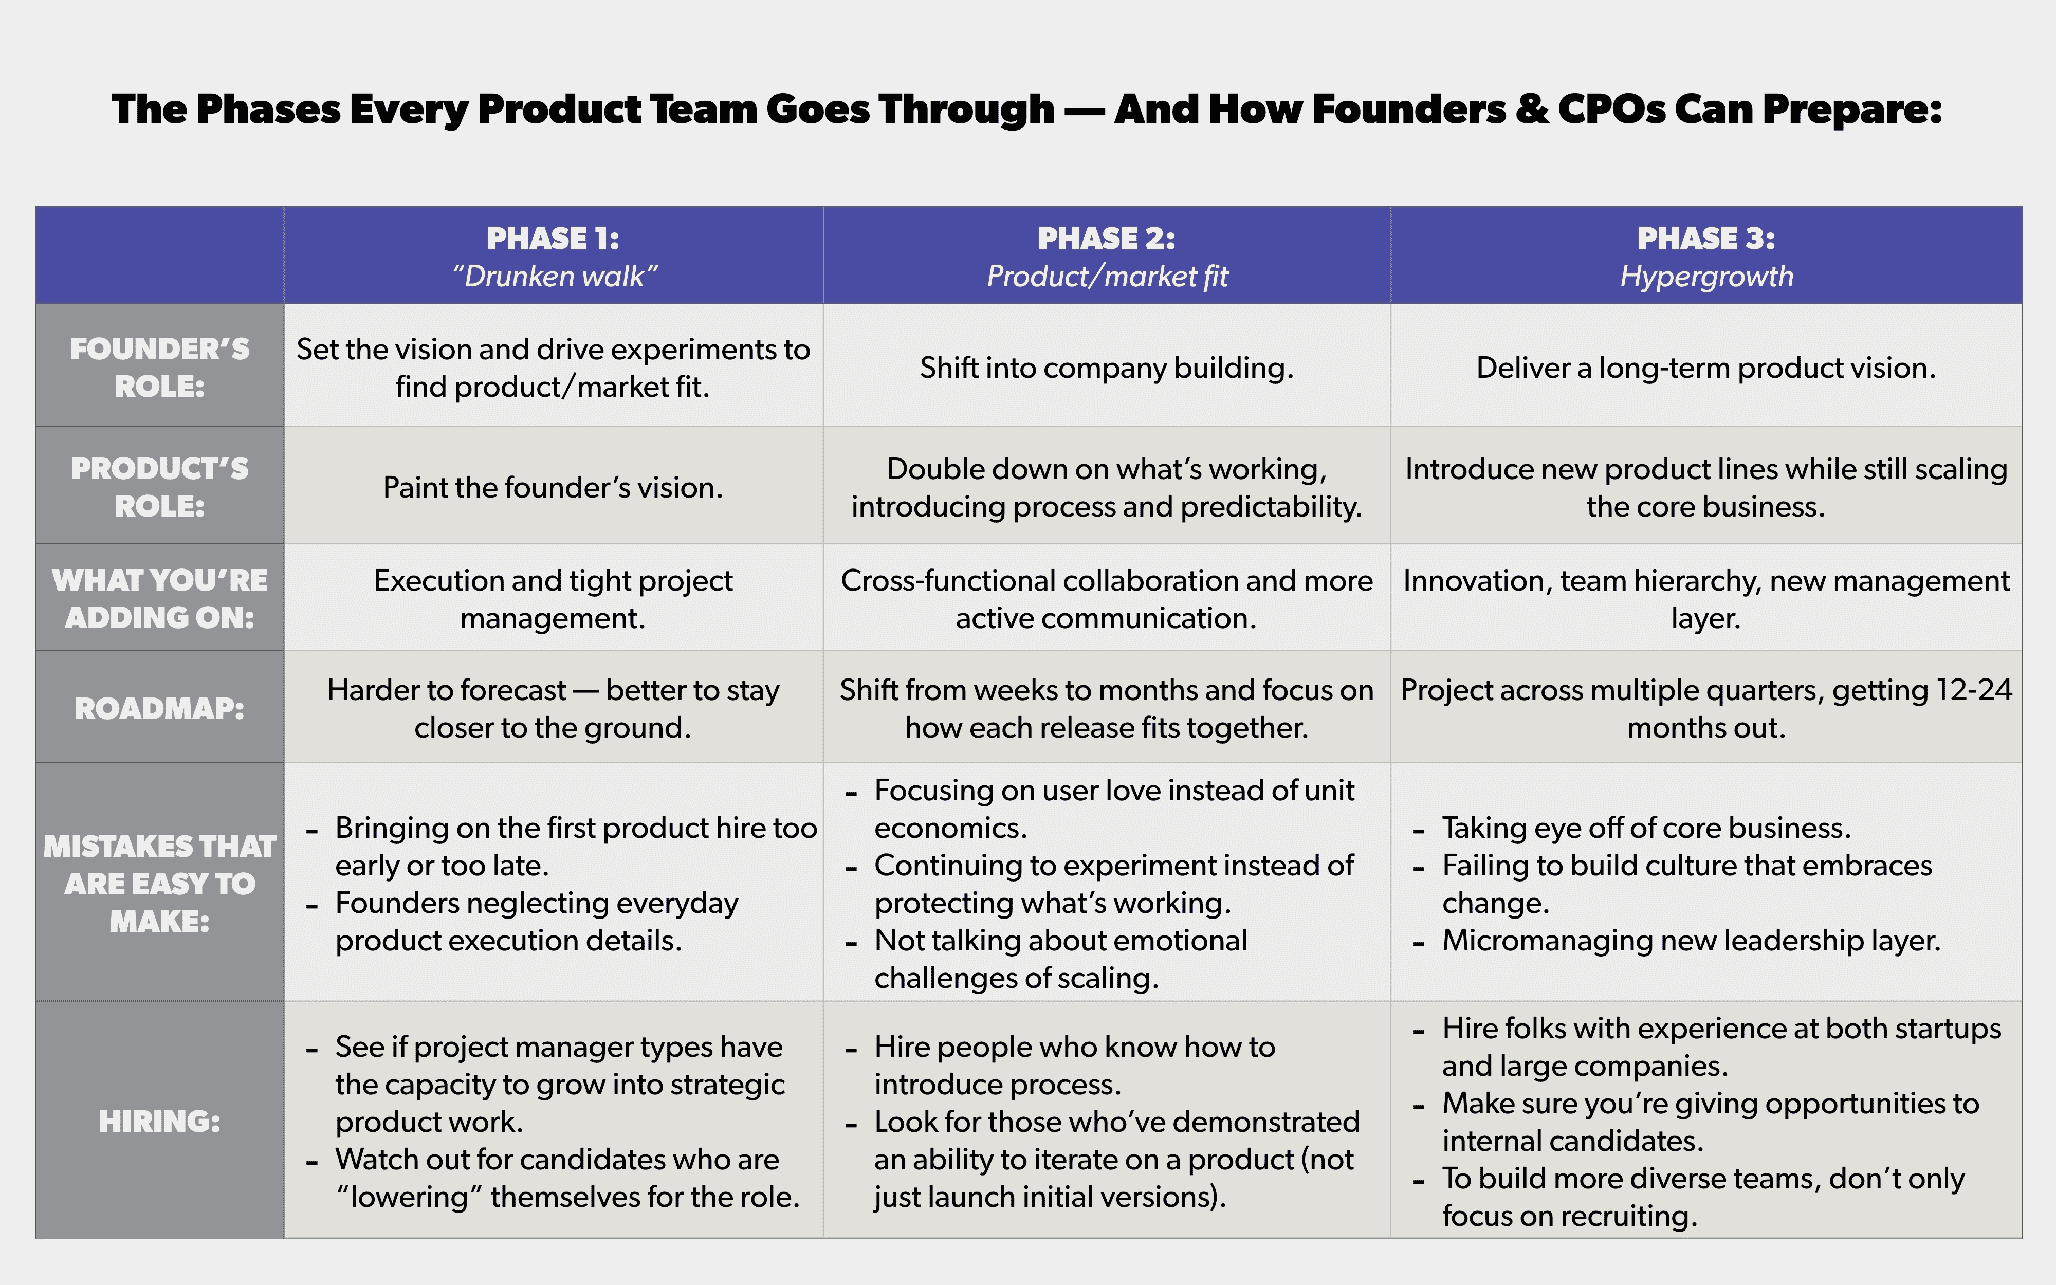 The Phases Every Product Team Goes Through — And How Founders & CPOs Can Prepare:
PHASE 1:
“Drunken walk”
PHASE 2:
Product/market fit
PHASE 3:
Hypergrowth
FOUNDER’S
ROLE:
Set the vision and drive experiments to
find product/market fit.
Shift into company building.
Deliver a long-term product vision.
PRODUCT’S
ROLE:
Paint the founder’s vision.
Double down on what’s working,
introducing process and predictability.
Introduce new product lines while still scaling
the core business.
WHAT YOU’RE
ADDING ON:
Execution and tight project
management.
Cross-functional collaboration and more
active communication.
Innovation, team hierarchy, new management
layer.
ROADMAP:
Harder to forecast — better to stay
closer to the ground.
Shift from weeks to months and focus on
how each release fits together.
Project across multiple quarters, getting 12-24
months out.
MISTAKES THAT
ARE EASY TO
MAKE:
- Bringing on the first product hire too
early or too late.
- Founders neglecting everyday
product execution details.
- Focusing on user love instead of unit
economics.
- Continuing to experiment instead of
protecting what’s working.
- Not talking about emotional
challenges of scaling.
- Taking eye off of core business.
- Failing to build culture that embraces
change.
- Micromanaging new leadership layer.
HIRING:
- See if project manager types have
the capacity to grow into strategic
product work.
- Watch out for candidates who are
“lowering” themselves for the role.
- Hire people who know how to
introduce process.
- Look for those who’ve demonstrated
an ability to iterate on a product (not
just launch initial versions).
- Hire folks with experience at both startups
and large companies.
- Make sure you’re giving opportunities to
internal candidates.
- To build more diverse teams, don’t only
focus on recruiting.